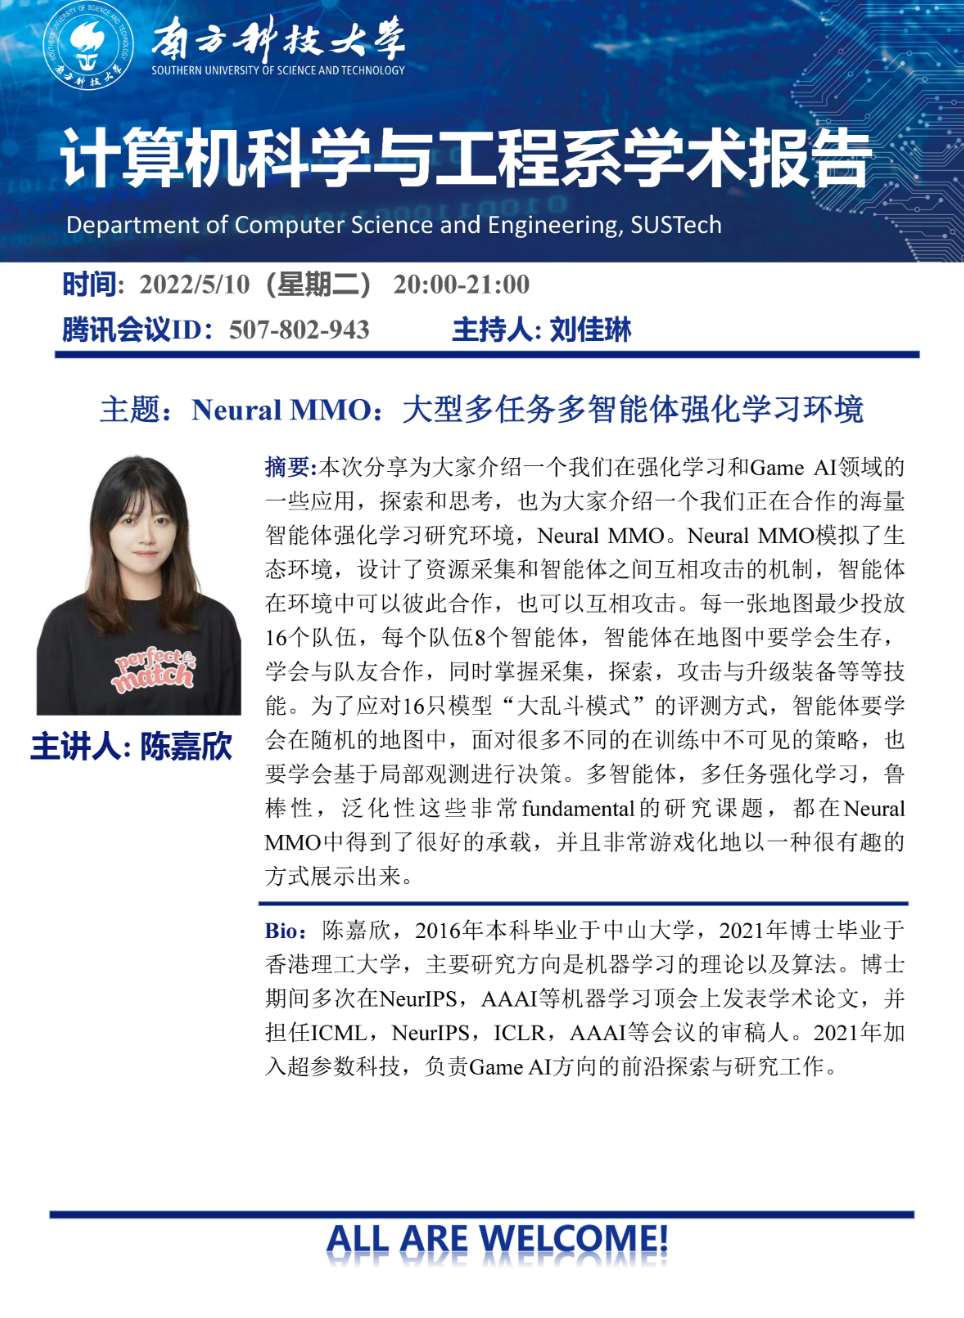 南方科技大学
SOUTHERN UNIVERSITY OF SCIENCE AND TECHNOLOGY
计算机科学与工程系学术报告
Department of Computer Science and Engineering, SUSTech
时间: 2022/5/10（星期二） 20:00-21:00
腾讯会议ID：507-802-943 主持人: 刘佳琳
主题：Neural MMO：大型多任务多智能体强化学习环境
摘要:本次分享为大家介绍一个我们在强化学习和Game AI领域的
一些应用，探索和思考，也为大家介绍一个我们正在合作的海量
智能体强化学习研究环境，Neural MMO。Neural MMO模拟了生
态环境，设计了资源采集和智能体之间互相攻击的机制，智能体
在环境中可以彼此合作，也可以互相攻击。每一张地图最少投放
16个队伍，每个队伍8个智能体，智能体在地图中要学会生存，
学会与队友合作，同时掌握采集，探索，攻击与升级装备等等技
能。为了应对16只模型“大乱斗模式”的评测方式，智能体要学
会在随机的地图中，面对很多不同的在训练中不可见的策略，也
要学会基于局部观测进行决策。多智能体，多任务强化学习，鲁
棒性，泛化性这些非常fundamental的研究课题，都在Neural
MMO中得到了很好的承载，并且非常游戏化地以一种很有趣的
方式展示出来。
perfect
match
主讲人: 陈嘉欣
Bio：陈嘉欣，2016年本科毕业于中山大学，2021年博士毕业于
香港理工大学，主要研究方向是机器学习的理论以及算法。博士
期间多次在NeurIPS，AAAI等机器学习顶会上发表学术论文，并
担任ICML，NeurIPS，ICLR，AAAI等会议的审稿人。2021年加
入超参数科技，负责Game AI方向的前沿探索与研究工作。
ALL ARE WELCOME!